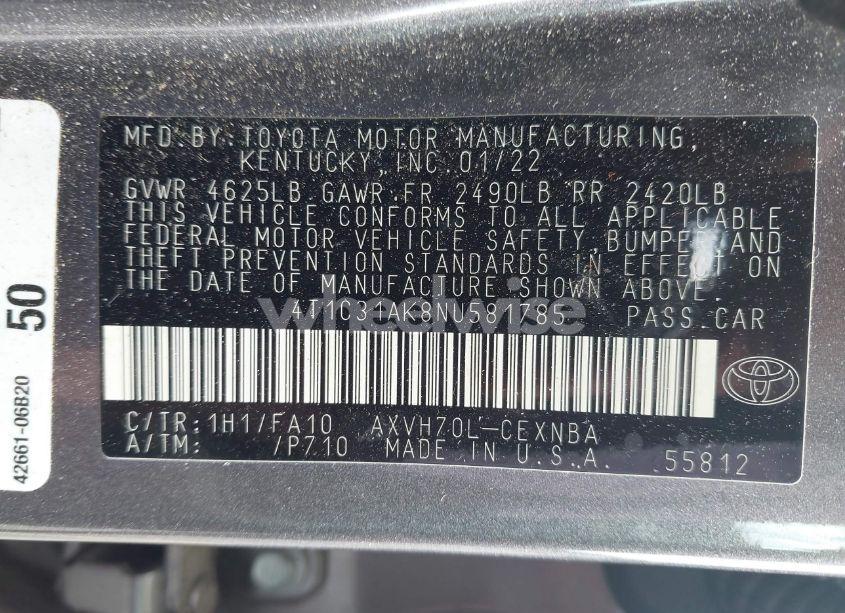 MFD.BY.TOYOTA MOTOR MANUFACTURING,
KENTUCKY,INC.01/22
GVWR 4625LB GAWR FR 2490LB RR 2420LB
THIS VEHICLE CONFORMS TO ALL APPLICABLE
FEDERAL MOTOR VEHICLE SAFETY,BUMPER,AND
THEFT PREVENTION STANDARDS IN EFFECT ON
THE DATE OF MANUFACTURE SHOWN ABOVE.
PASS CAR
wheelwise
C/TR:1H1/FA10 AXVH70L-CEXNBA
A/TM: /P710 MADE IN U.S.A. 55812
50
42661-06B20